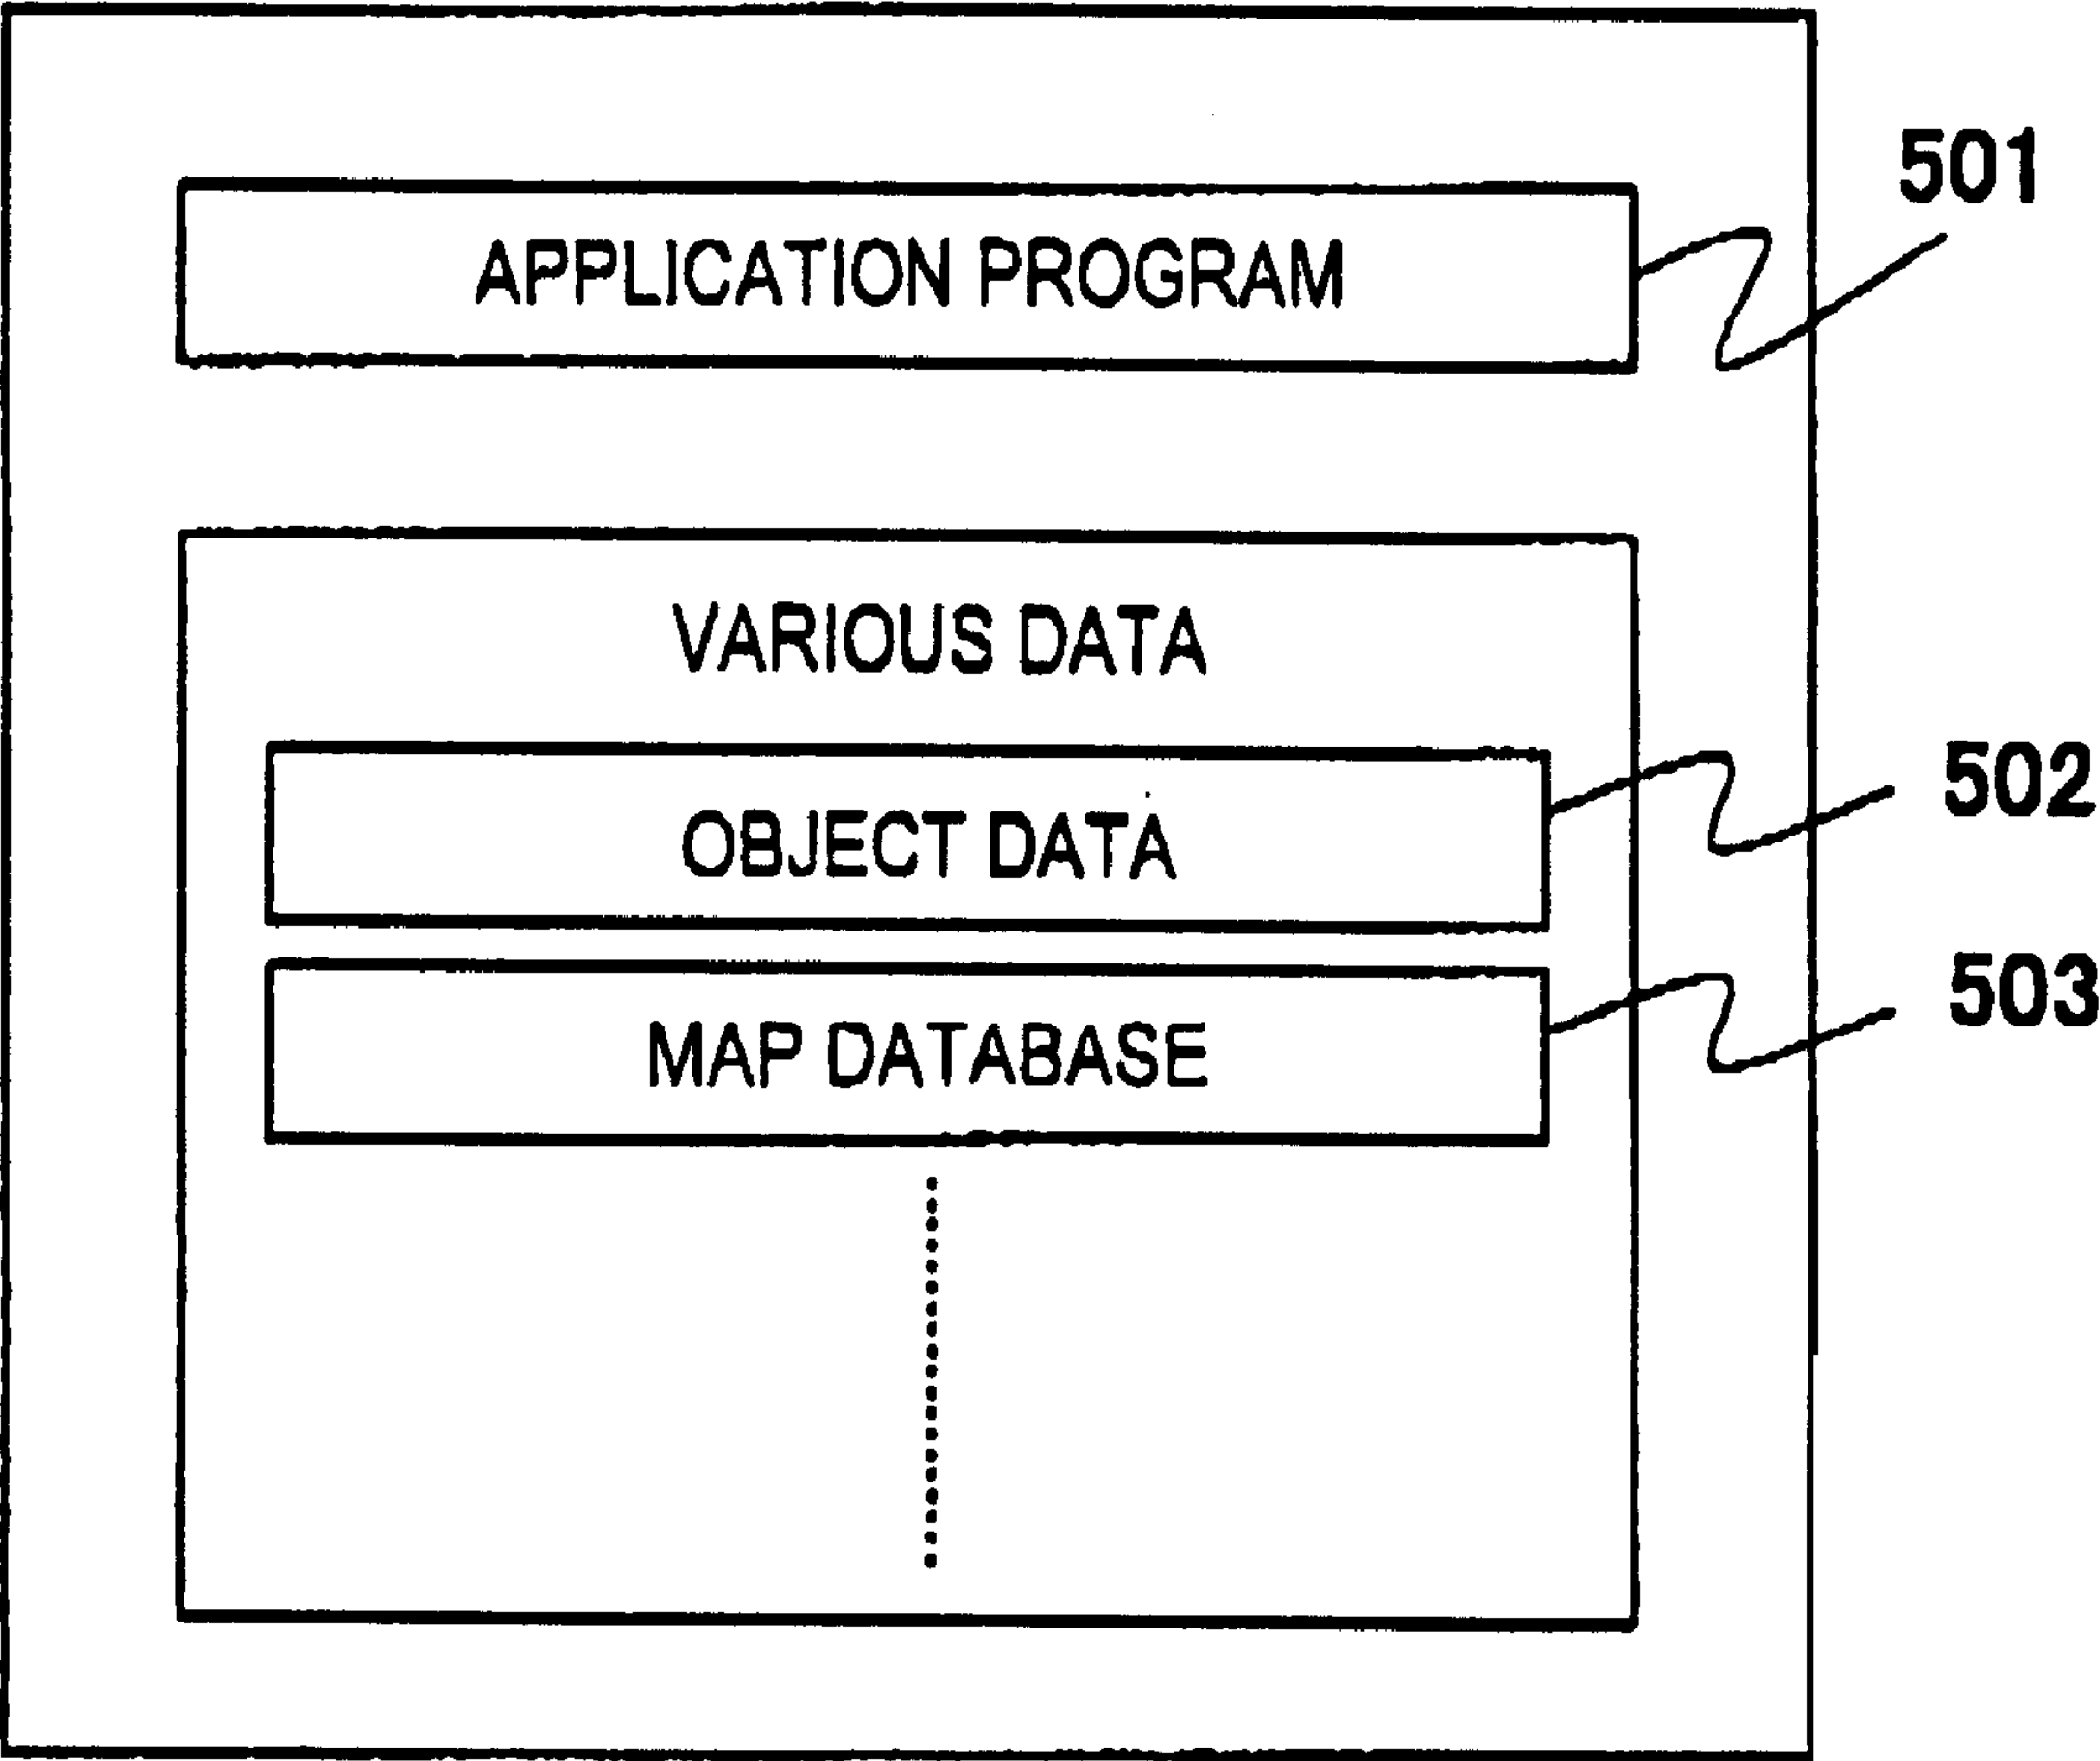 501
APPLICATION PROGRAM
VARIOUS DATA
502
OBJECT DATA
503
MAP DATABASE